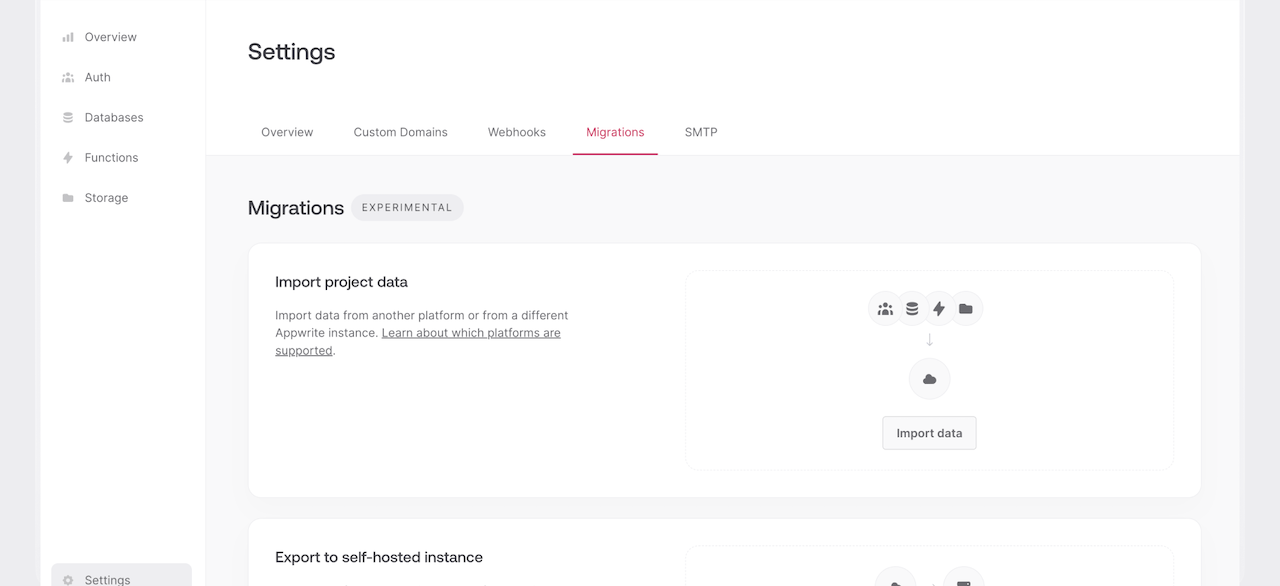 Overview
Auth
Databases
Functions
Storage
Settings
Settings
Overview Custom Domains Webhooks Migrations SMTP
Migrations EXPERIMENTAL
Import project data
Import data from another platform or from a different
Appwrite instance. Learn about which platforms are
supported.
Import data
Export to self-hosted instance